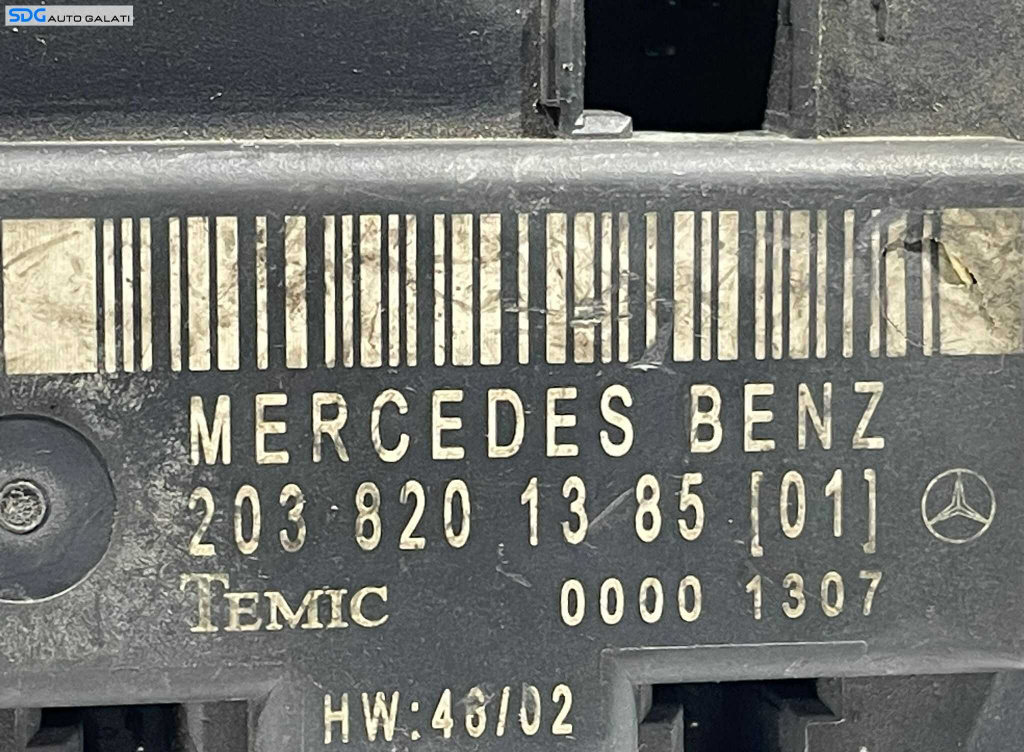 SDG AUTO GALATI
MERCEDES BENZ
203 820 13 85 [01]
TEMIC 0000 1307